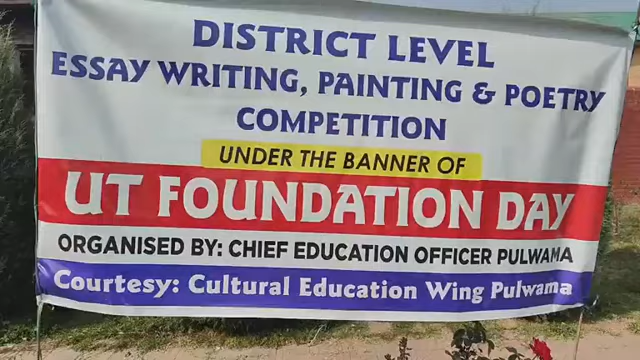 DISTRICT LEVEL
ESSAY WRITING, PAINTING & POETRY
COMPETITION
UNDER THE BANNER OF
UT FOUNDATION DAY
ORGANISED BY: CHIEF EDUCATION OFFICER PULWAMA
Courtesy: Cultural Education Wing Pulwama